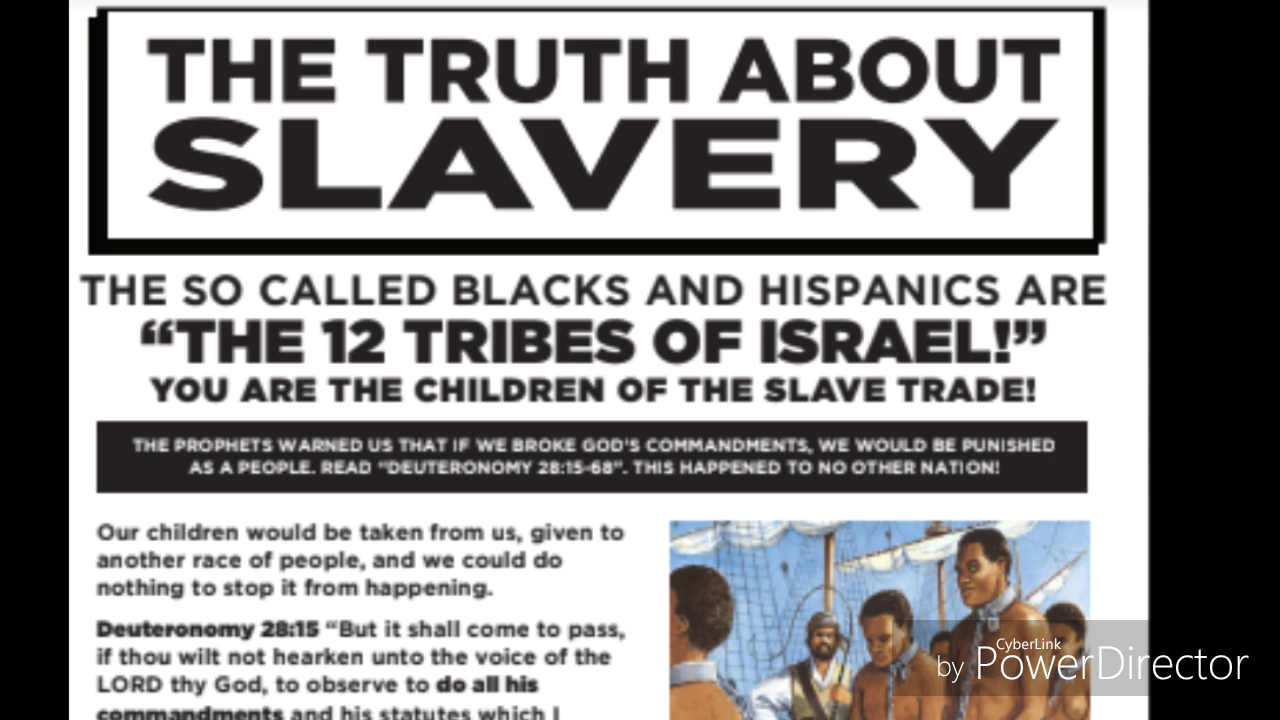 THE TRUTH ABOUT
SLAVERY
THE SO CALLED BLACKS AND HISPANICS ARE
“THE 12 TRIBES OF ISRAEL!”
YOU ARE THE CHILDREN OF THE SLAVE TRADE!
THE PROPHETS WARNED US THAT IF WE BROKE GOD'S COMMANDMENTS, WE WOULD BE PUNISHED
AS A PEOPLE. READ "DEUTERONOMY 28:15-68". THIS HAPPENED TO NO OTHER NATION!
Our children would be taken from us, given to
another race of people, and we could do
nothing to stop it from happening.
Deuteronomy 28:15 “But it shall come to pass,
if thou wilt not hearken unto the voice of the
LORD thy God, to observe to do all his
commandments and his statutes which I
by CyberLink PowerDirector